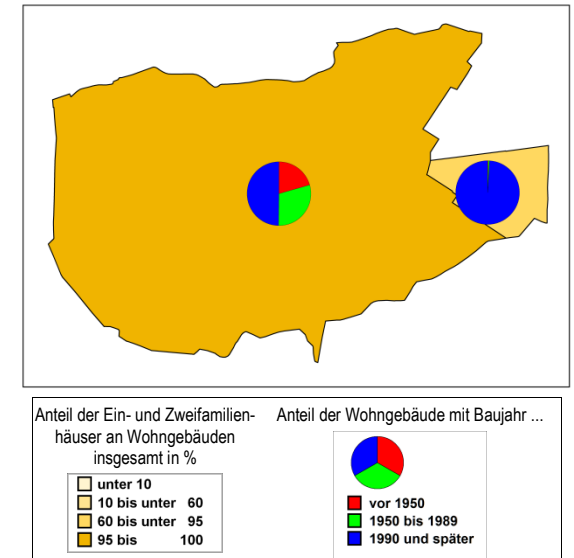 Anteil der Ein- und Zweifamilien-
häuser an Wohngebäuden
insgesamt in %
unter 10
10 bis unter 60
60 bis unter 95
95 bis 100
Anteil der Wohngebäude mit Baujahr ...
vor 1950
1950 bis 1989
1990 und später